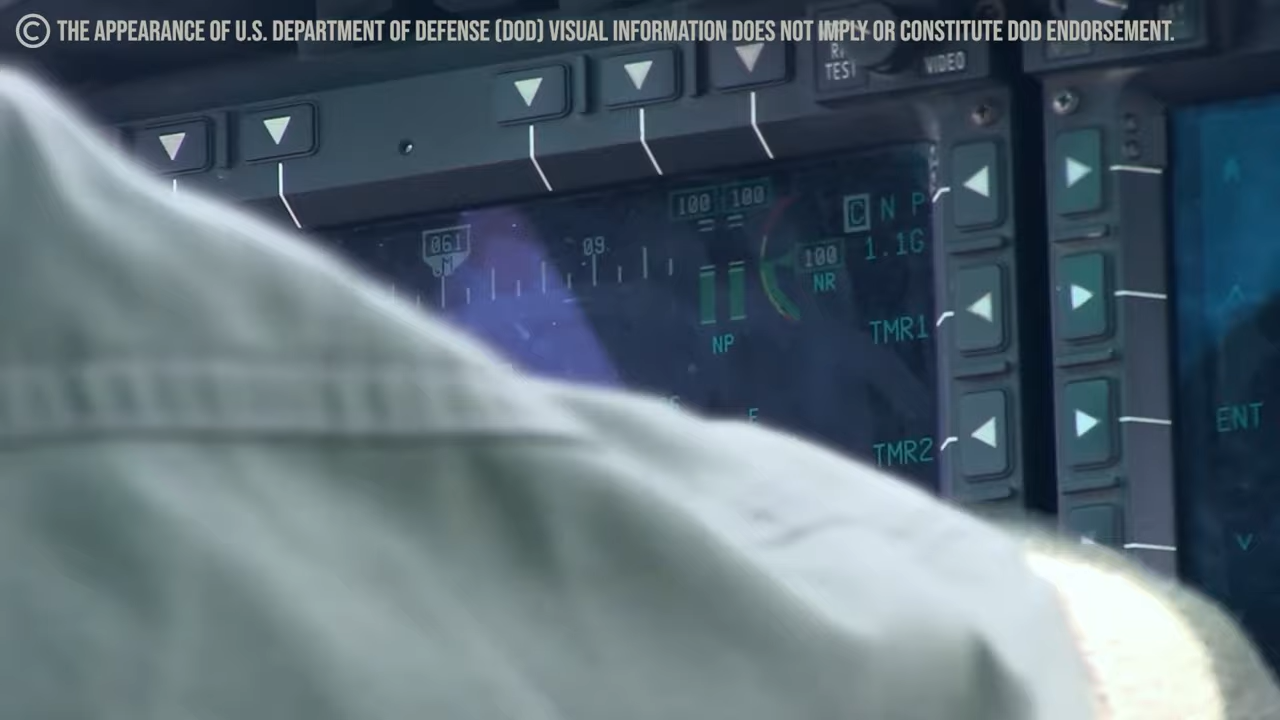 © THE APPEARANCE OF U.S. DEPARTMENT OF DEFENSE (DOD) VISUAL INFORMATION DOES NOT IMPLY OR CONSTITUTE DOD ENDORSEMENT.
TEST
VIDEO
100 100
C N P
061
09
1.1G
100
M
NR
TMR1
NP
ENT
TMR2